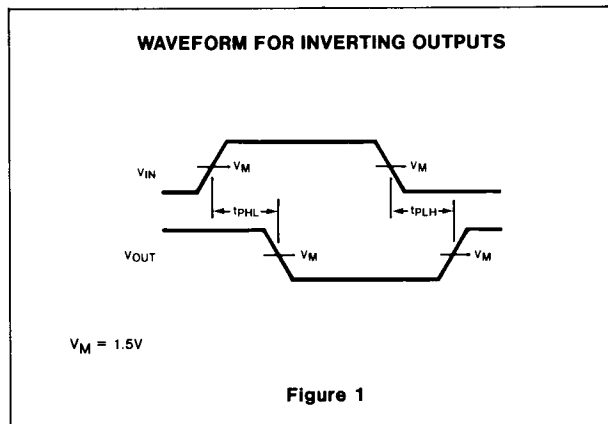 WAVEFORM FOR INVERTING OUTPUTS
VIN
VM
VM
tPHL
tPLH
VOUT
VM
VM
VM = 1.5V
Figure 1